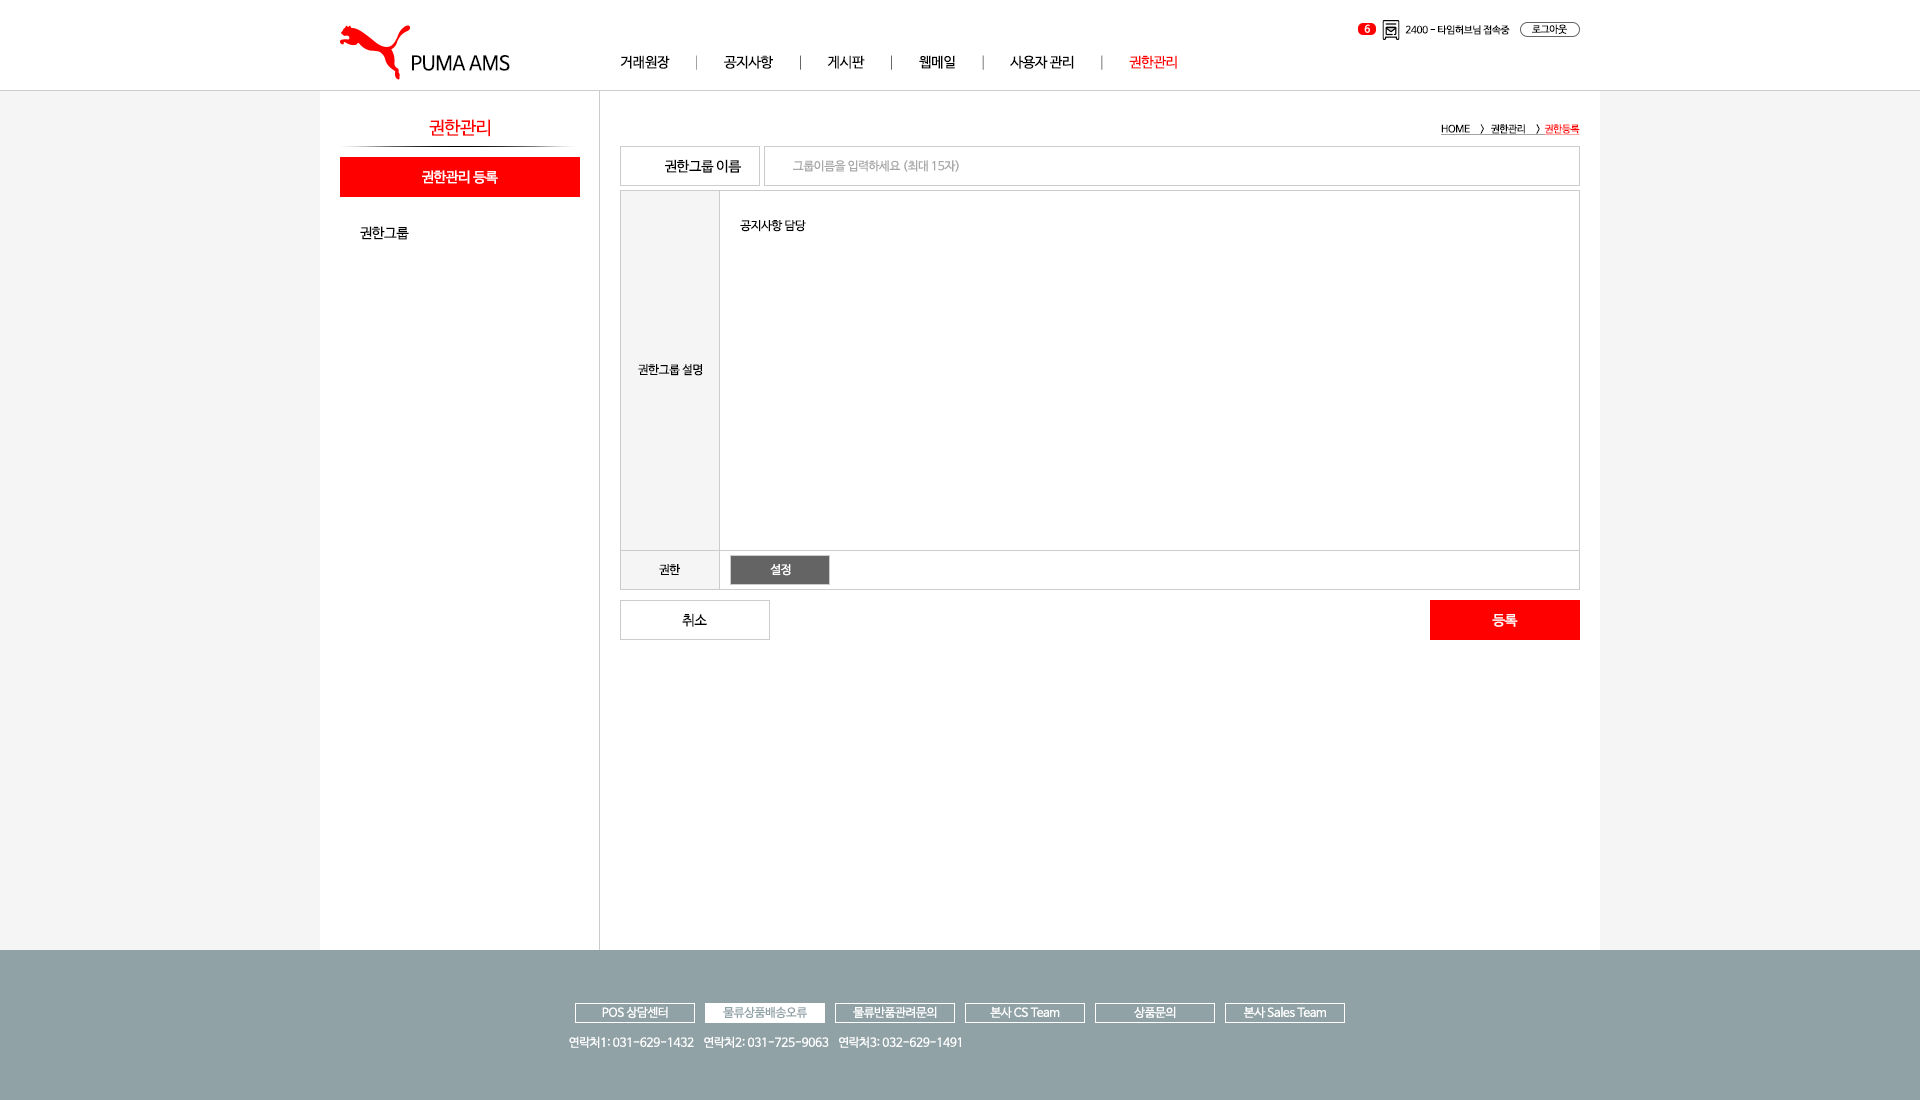 6 2400 - 타임허브님 접속중 로그아웃
PUMA AMS
거래원장 | 공지사항 | 게시판 | 웹메일 | 사용자 관리 | 권한관리
권한관리
권한관리 등록
권한그룹
HOME > 권한관리 > 권한등록
권한그룹 이름 그룹이름을 입력하세요 (최대 15자)
공지사항 담당
권한그룹 설명
권한 설정
취소 등록
POS 상담센터 물류상품배송오류 물류반품관려문의 본사 CS Team 상품문의 본사 Sales Team
연락처1: 031-629-1432 연락처2: 031-725-9063 연락처3: 032-629-1491